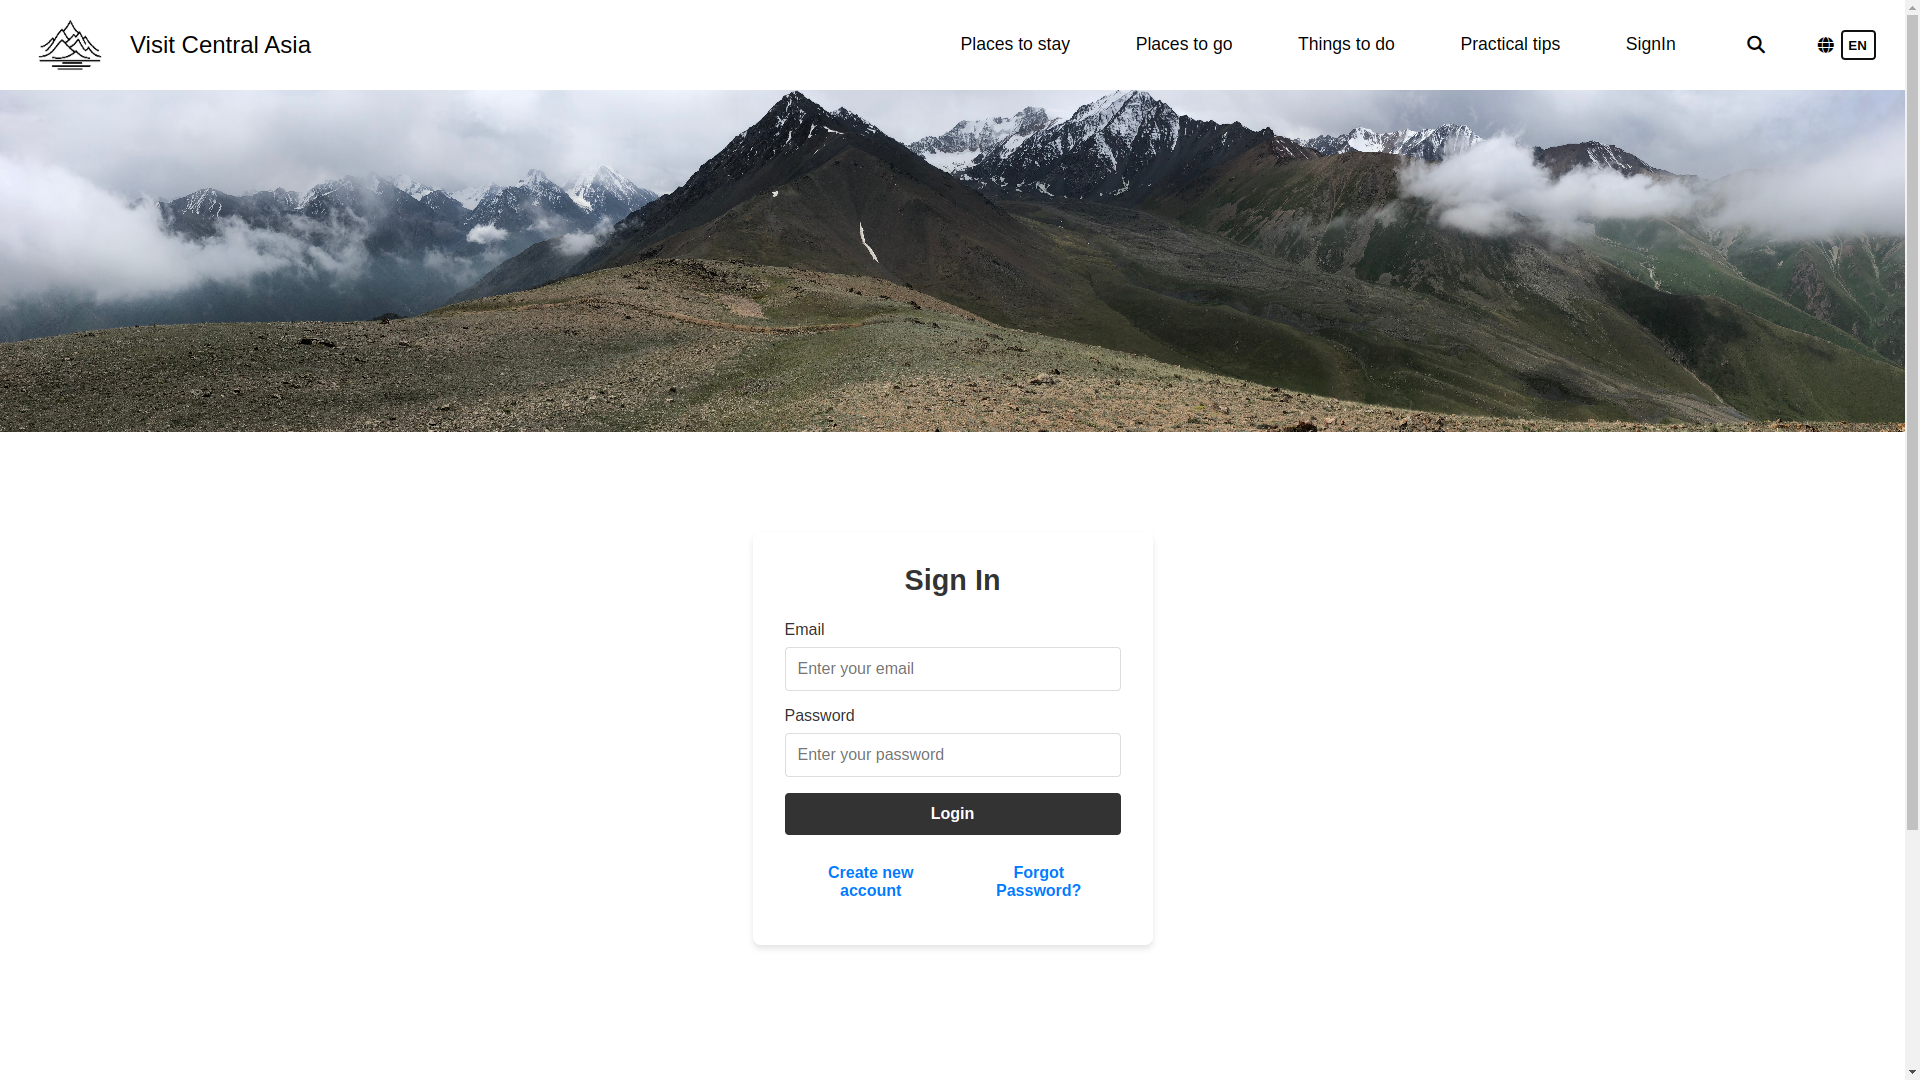 Visit Central Asia
Places to stay
Places to go
Things to do
Practical tips
SignIn
EN
Sign In
Email
Enter your email
Password
Enter your password
Login
Create new
account
Forgot
Password?